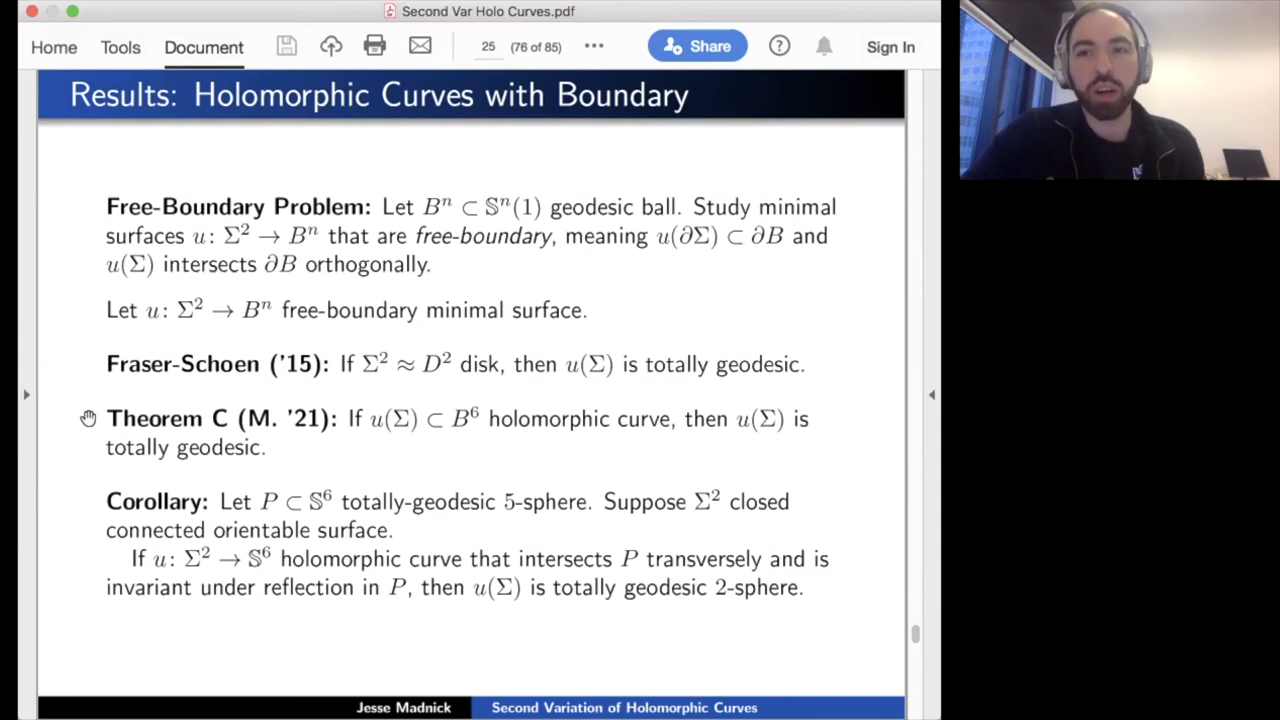 Second Var Holo Curves.pdf
Home Tools Document 25 (76 of 85) ••• Share Sign In
Results: Holomorphic Curves with Boundary
Free-Boundary Problem: Let Bⁿ ⊂ 𝕊ⁿ(1) geodesic ball. Study minimal
surfaces u: Σ² → Bⁿ that are free-boundary, meaning u(∂Σ) ⊂ ∂B and
u(Σ) intersects ∂B orthogonally.
Let u: Σ² → Bⁿ free-boundary minimal surface.
Fraser-Schoen ('15): If Σ² ≈ D² disk, then u(Σ) is totally geodesic.
Theorem C (M. '21): If u(Σ) ⊂ B⁶ holomorphic curve, then u(Σ) is
totally geodesic.
Corollary: Let P ⊂ 𝕊⁶ totally-geodesic 5-sphere. Suppose Σ² closed
connected orientable surface.
If u: Σ² → 𝕊⁶ holomorphic curve that intersects P transversely and is
invariant under reflection in P, then u(Σ) is totally geodesic 2-sphere.
Jesse Madnick Second Variation of Holomorphic Curves